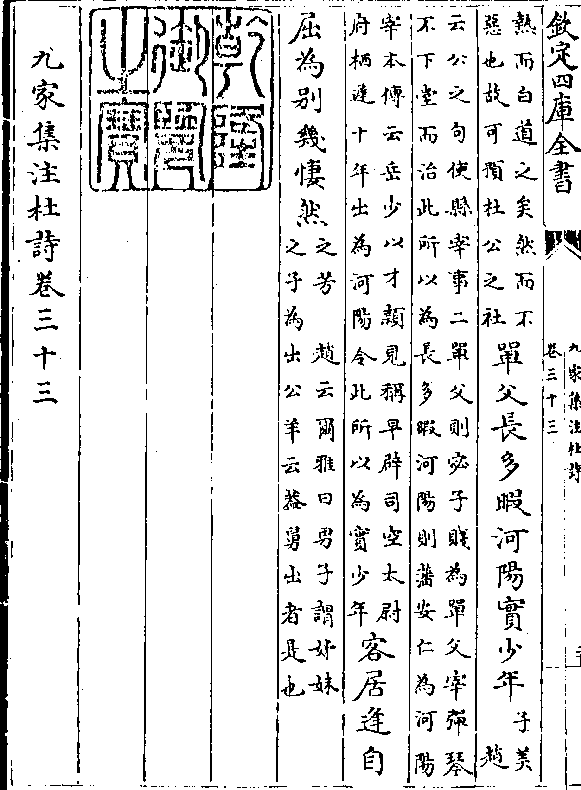 欽定四庫全書
九家集注杜詩
卷三十三
熟而白道之矣然而不
惡也故可隕杜公之社
單父長多暇河陽實少年
子美
趙
云公之句使縣宰事二單父則宓子賤為單父宰彈琴
不下堂而治此所以為長多暇河陽則潘安仁為河陽
宰本傳云岳少以才穎見稱早辟司空太尉
府栖遲十年出為河陽令此所以為實少年
客居逢自
屈為别幾悽然
之芳 趙云爾雅曰男子謂姊妹
之子為出公羊云蓋舅出者是也
乾隆御覽之寶
九家集注杜詩卷三十三